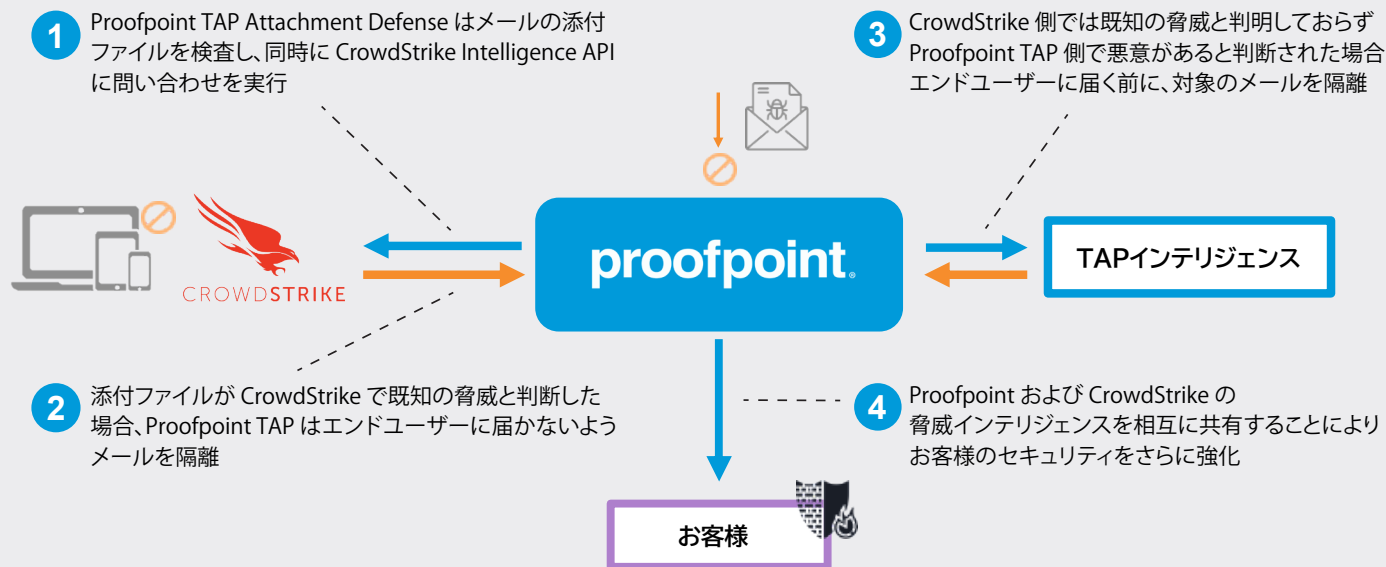 1
Proofpoint TAP Attachment Defense はメールの添付
ファイルを検査し、同時に CrowdStrike Intelligence API
に問い合わせを実行
3
CrowdStrike 側では既知の脅威と判明しておらず
Proofpoint TAP 側で悪意があると判断された場合
エンドユーザーに届く前に、対象のメールを隔離
CROWDSTRIKE
proofpoint.
TAPインテリジェンス
2
添付ファイルが CrowdStrike で既知の脅威と判断した
場合、Proofpoint TAP はエンドユーザーに届かないよう
メールを隔離
4
Proofpoint および CrowdStrike の
脅威インテリジェンスを相互に共有することにより
お客様のセキュリティをさらに強化
お客様